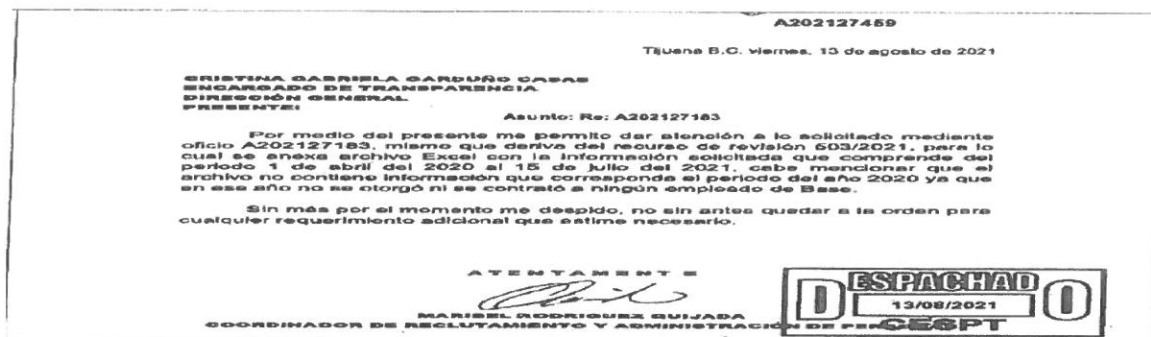 A202127459
Tijuana B.C. viernes, 13 de agosto de 2021
CRISTINA GABRIELA GARDUÑO CASAS
ENCARGADO DE TRANSPARENCIA
DIRECCIÓN GENERAL
PRESENTE:
Asunto: Re: A202127183
Por medio del presente me permito dar atención a lo solicitado mediante
oficio A202127183, mismo que deriva del recurso de revisión 603/2021, para lo
cual se anexa archivo Excel con la información solicitada que comprende del
periodo 1 de abril del 2020 al 15 de julio del 2021, cabe mencionar que el
archivo no contiene información que corresponda al periodo del año 2020 ya que
en ese año no se otorgó ni se contrató a ningún empleado de Base.
Sin más por el momento me despido, no sin antes quedar a la orden para
cualquier requerimiento adicional que estime necesario.
A T E N T A M E N T E
MARIBEL RODRIGUEZ QUIJADA
COORDINADOR DE RECLUTAMIENTO Y ADMINISTRACIÓN DE
DESPACHADO
13/08/2021
CESPT